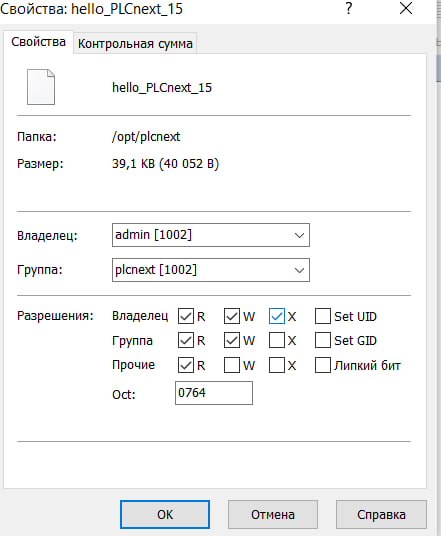 Свойства: hello_PLCnext_15 ?
Свойства Контрольная сумма
hello_PLCnext_15
Папка: /opt/plcnext
Размер: 39,1 KB (40 052 B)
Владелец: admin [1002]
Группа: plcnext [1002]
Разрешения: Владелец R W X Set UID
Группа R W X Set GID
Прочие R W X Липкий бит
Oct: 0764
OK Отмена Справка